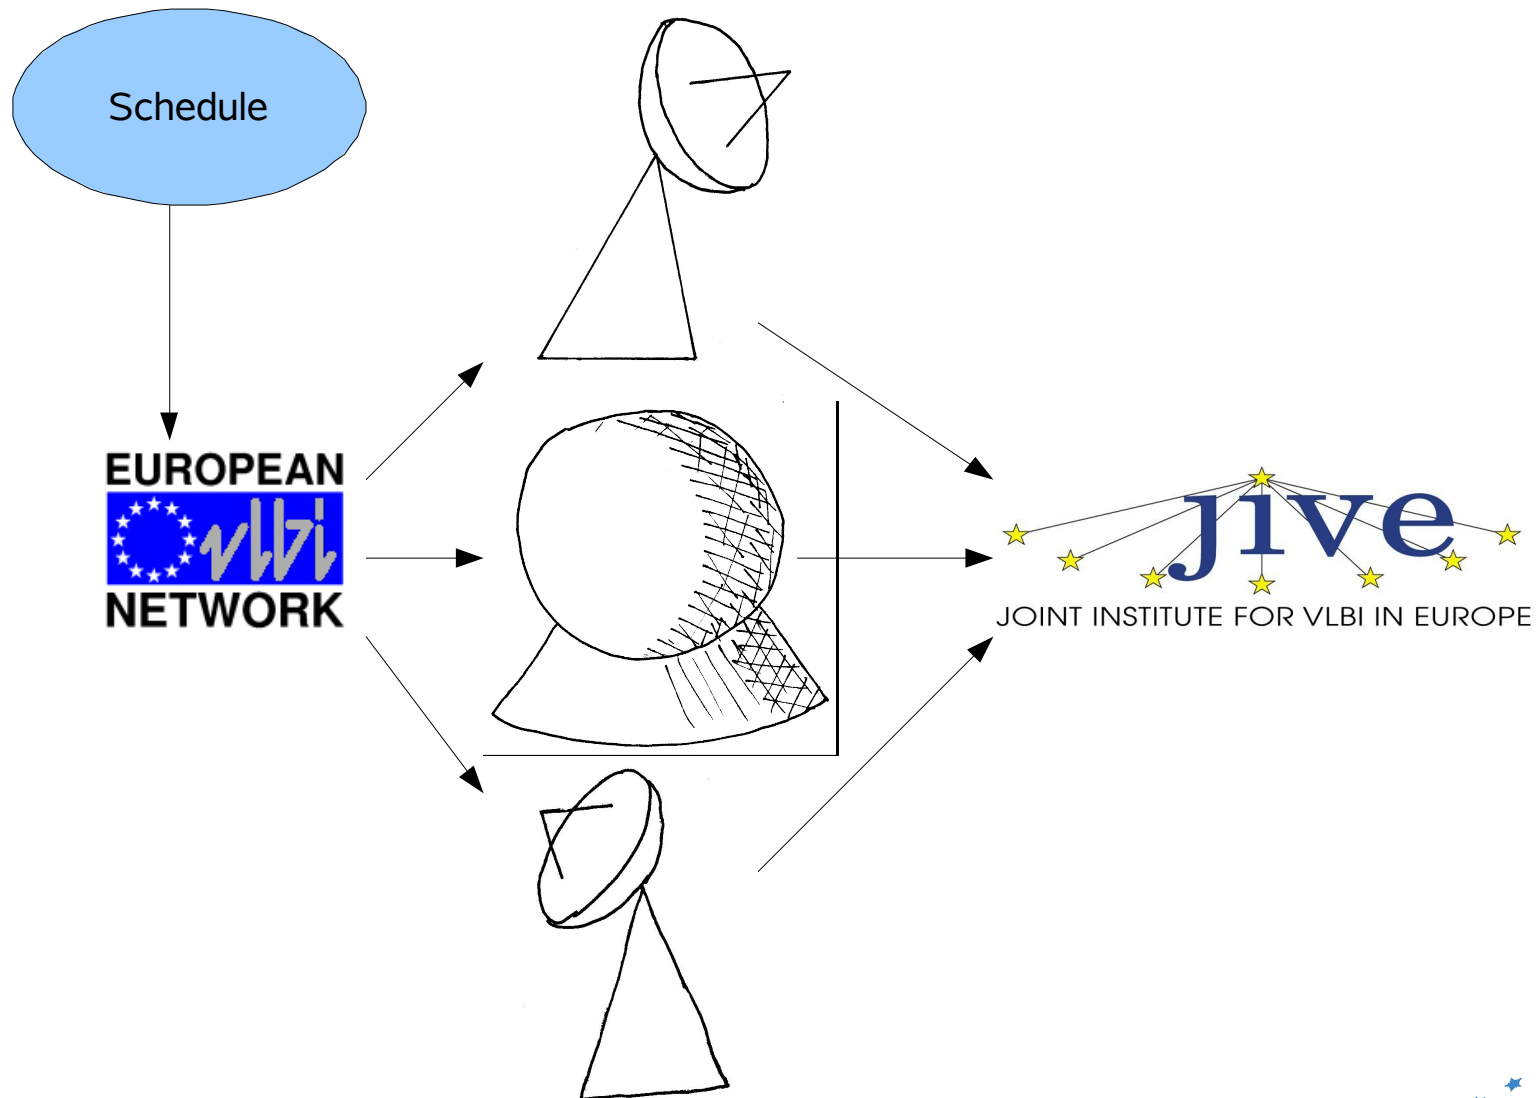 Schedule
EUROPEAN
vlbi
NETWORK
jive
JOINT INSTITUTE FOR VLBI IN EUROPE